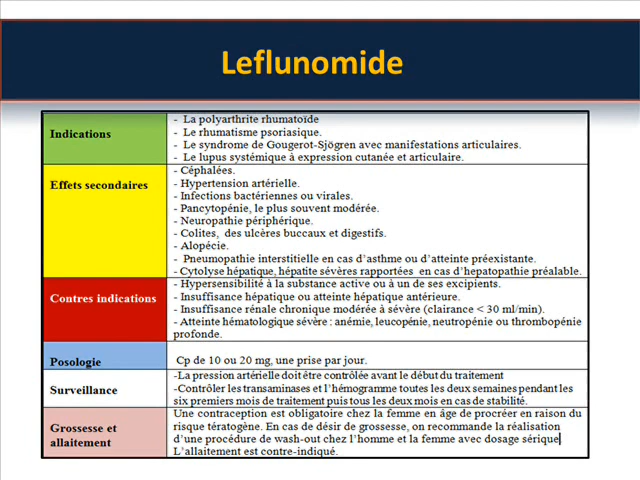 Leflunomide
Indications
- La polyarthrite rhumatoïde
- Le rhumatisme psoriasique.
- Le syndrome de Gougerot-Sjögren avec manifestations articulaires.
- Le lupus systémique à expression cutanée et articulaire.
Effets secondaires
- Céphalées.
- Hypertension artérielle.
- Infections bactériennes ou virales.
- Pancytopénie, le plus souvent modérée.
- Neuropathie périphérique.
- Colites, des ulcères buccaux et digestifs.
- Alopécie.
- Pneumopathie interstitielle en cas d'asthme ou d'atteinte préexistante.
- Cytolyse hépatique, hépatite sévères rapportées en cas d'hepatopathie préalable.
Contres indications
- Hypersensibilité à la substance active ou à un de ses excipients.
- Insuffisance hépatique ou atteinte hépatique antérieure.
- Insuffisance rénale chronique modérée à sévère (clairance < 30 ml/min).
- Atteinte hématologique sévère : anémie, leucopénie, neutropénie ou thrombopénie
profonde.
Posologie
Cp de 10 ou 20 mg, une prise par jour.
Surveillance
-La pression artérielle doit être contrôlée avant le début du traitement
-Contrôler les transaminases et l'hémogramme toutes les deux semaines pendant les
six premiers mois de traitement puis tous les deux mois en cas de stabilité.
Grossesse et
allaitement
Une contraception est obligatoire chez la femme en âge de procréer en raison du
risque tératogène. En cas de désir de grossesse, on recommande la réalisation
d'une procédure de wash-out chez l'homme et la femme avec dosage sérique
L'allaitement est contre-indiqué.